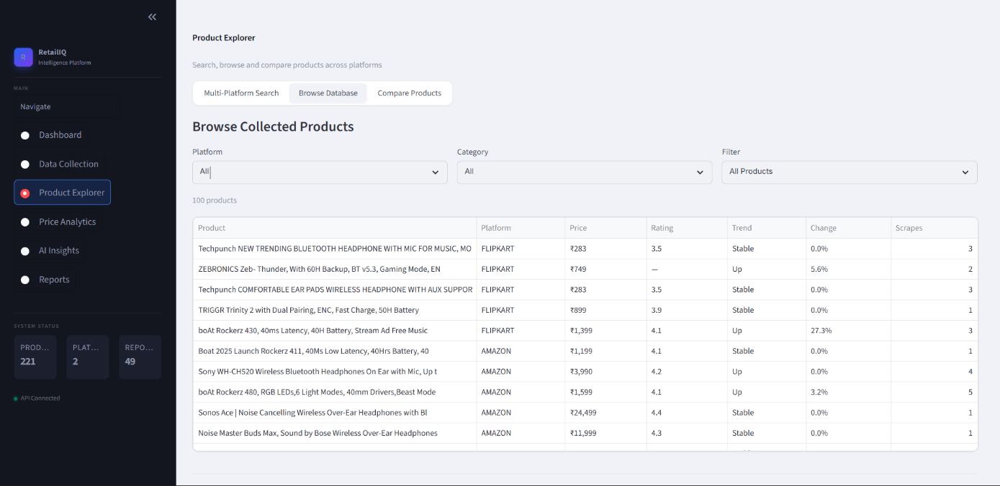 R
RetailIQ
Intelligence Platform
MAIN
Navigate
Dashboard
Data Collection
Product Explorer
Price Analytics
AI Insights
Reports
SYSTEM STATUS
PROD... PLAT... REPO...
221 2 49
API Connected
Product Explorer
Search, browse and compare products across platforms
Multi-Platform Search Browse Database Compare Products
Browse Collected Products
Platform Category Filter
All All All Products
100 products
Product Platform Price Rating Trend Change Scrapes
Techpunch NEW TRENDING BLUETOOTH HEADPHONE WITH MIC FOR MUSIC, MO FLIPKART ₹283 3.5 Stable 0.0% 3
ZEBRONICS Zeb- Thunder, With 60H Backup, BT v5.3, Gaming Mode, EN FLIPKART ₹749 — Up 5.6% 2
Techpunch COMFORTABLE EAR PADS WIRELESS HEADPHONE WITH AUX SUPPOR FLIPKART ₹283 3.5 Stable 0.0% 3
TRIGGR Trinity 2 with Dual Pairing, ENC, Fast Charge, 50H Battery FLIPKART ₹899 3.9 Stable 0.0% 1
boAt Rockerz 430, 40ms Latency, 40H Battery, Stream Ad Free Music FLIPKART ₹1,399 4.1 Up 27.3% 3
Boat 2025 Launch Rockerz 411, 40Ms Low Latency, 40Hrs Battery, 40 AMAZON ₹1,199 4.1 Stable 0.0% 1
Sony WH-CH520 Wireless Bluetooth Headphones On Ear with Mic, Up t AMAZON ₹3,990 4.2 Up 0.0% 4
boAt Rockerz 480, RGB LEDs,6 Light Modes, 40mm Drivers,Beast Mode AMAZON ₹1,599 4.1 Up 3.2% 5
Sonos Ace | Noise Cancelling Wireless Over-Ear Headphones with Bl AMAZON ₹24,499 4.4 Stable 0.0% 1
Noise Master Buds Max, Sound by Bose Wireless Over-Ear Headphones AMAZON ₹11,999 4.3 Stable 0.0% 1